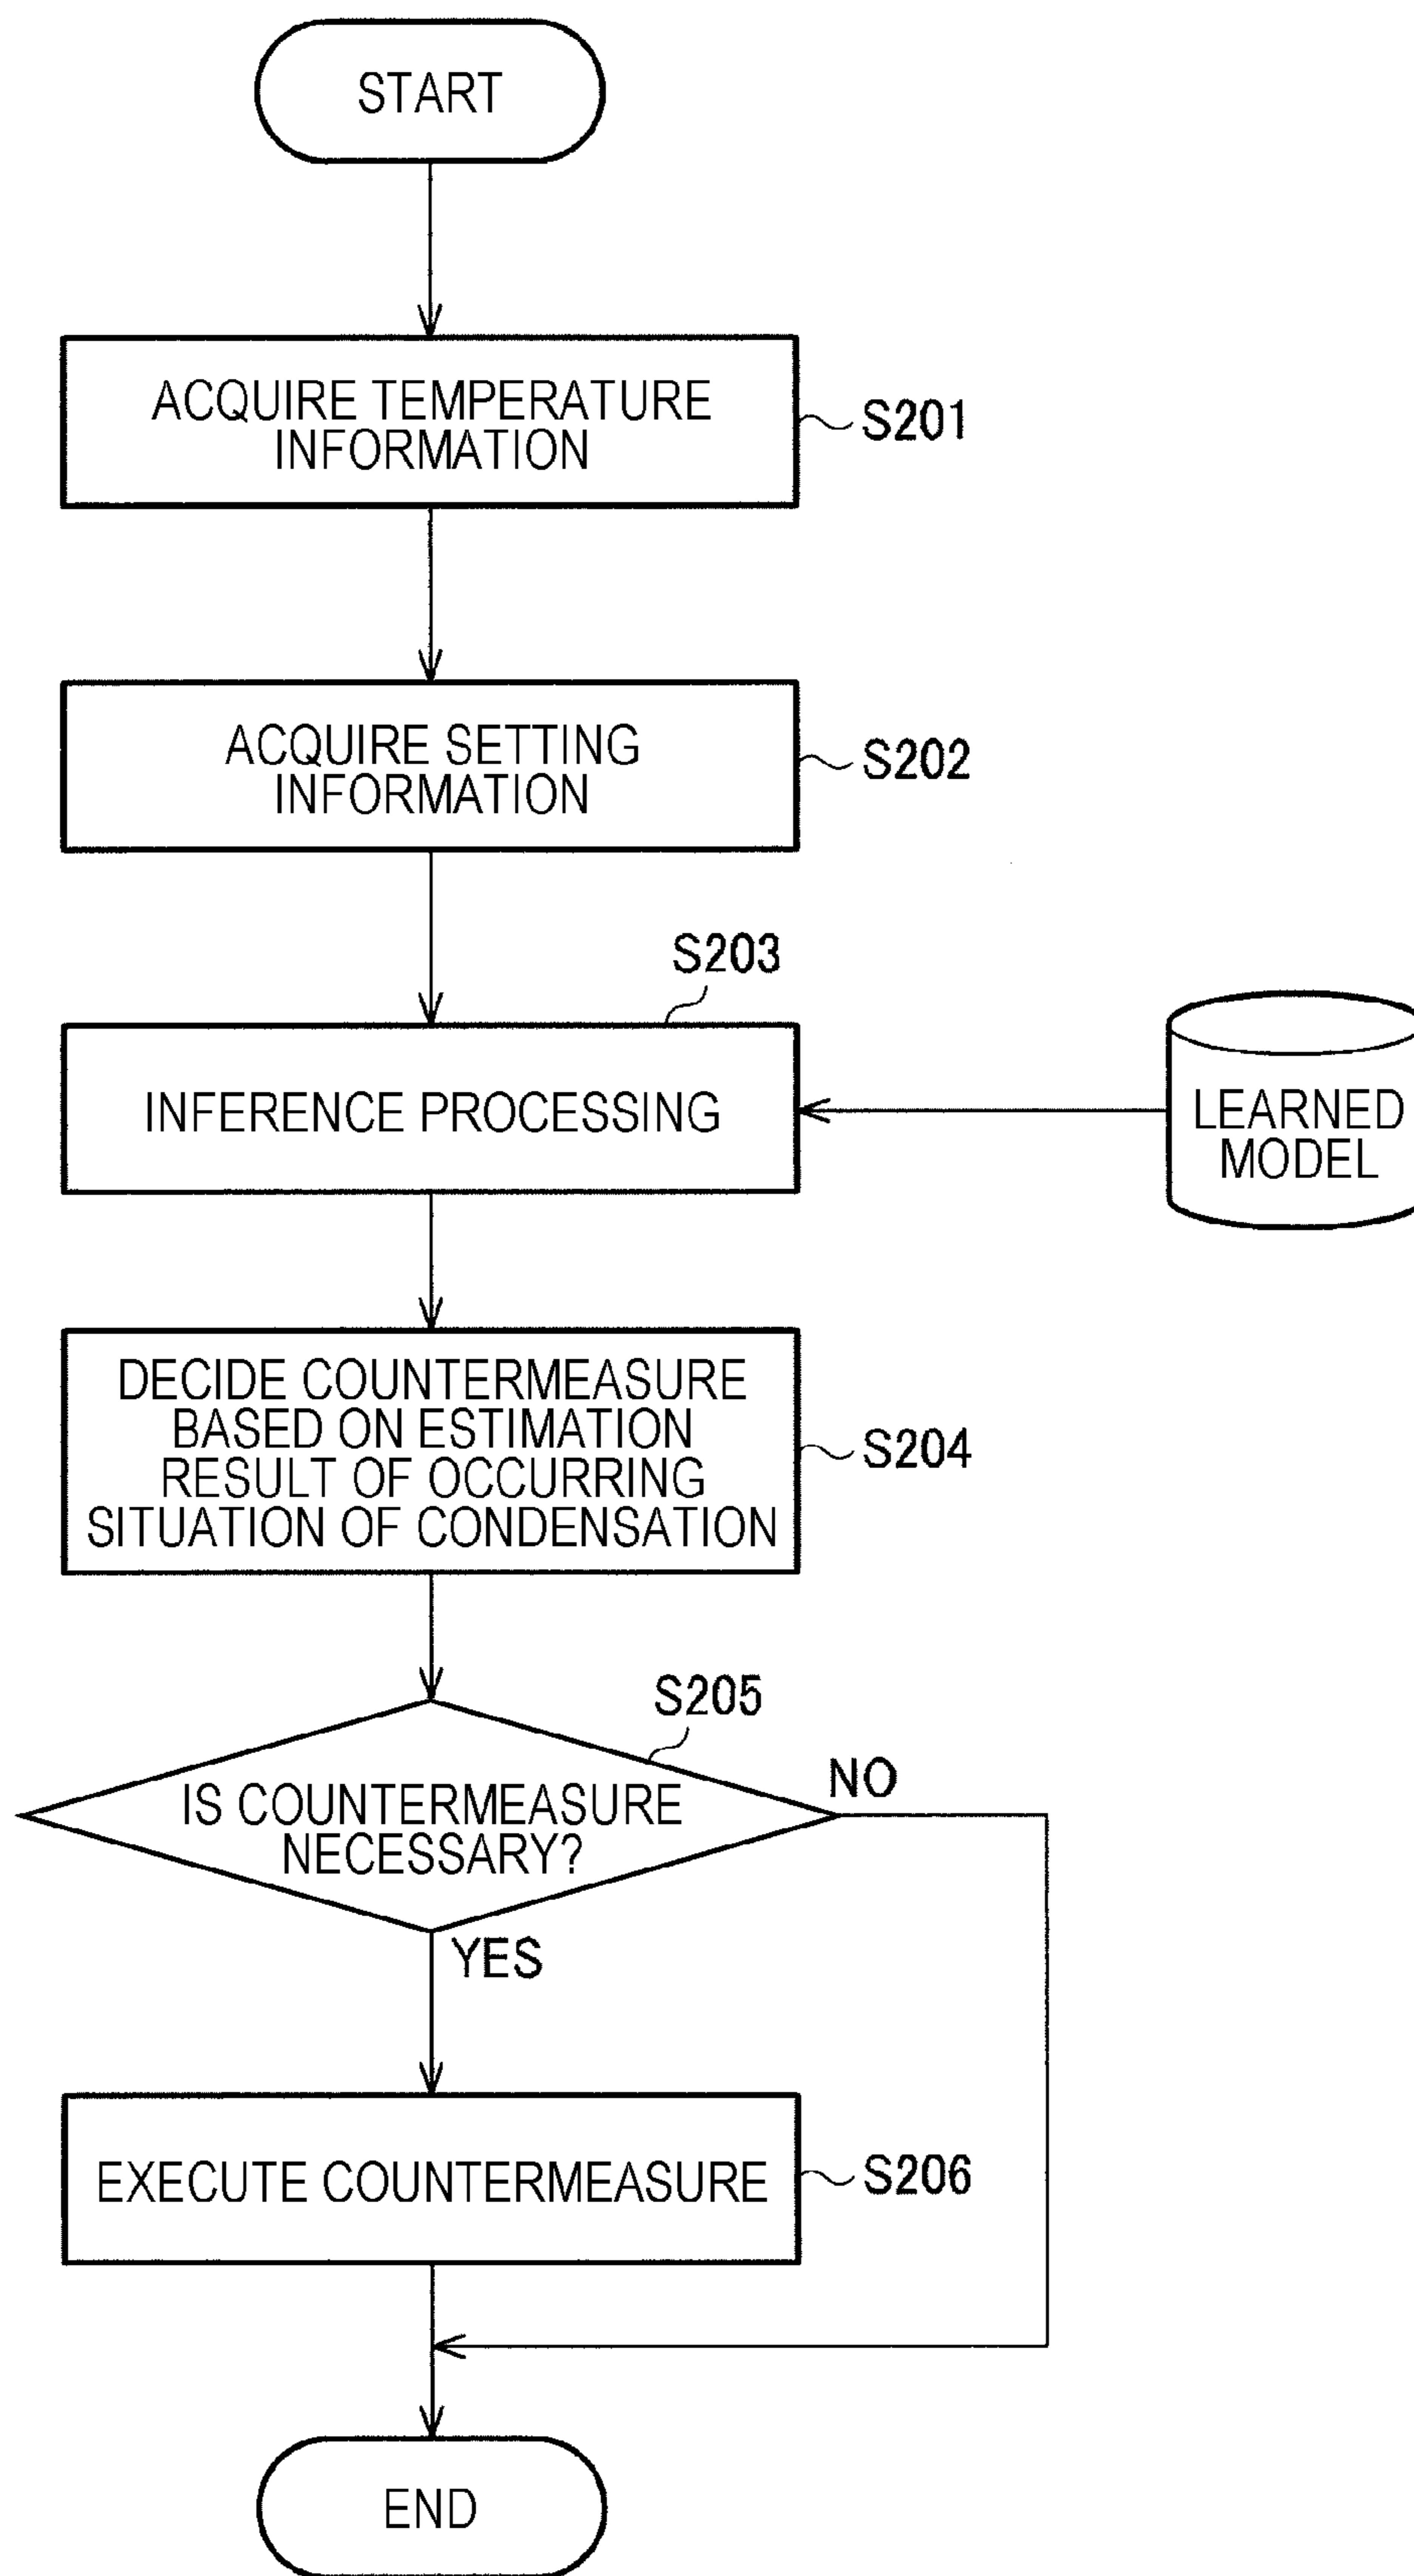 START
ACQUIRE TEMPERATURE
INFORMATION
S201
ACQUIRE SETTING
INFORMATION
S202
S203
INFERENCE PROCESSING
LEARNED
MODEL
DECIDE COUNTERMEASURE
BASED ON ESTIMATION
RESULT OF OCCURRING
SITUATION OF CONDENSATION
S204
S205
IS COUNTERMEASURE
NECESSARY?
NO
YES
EXECUTE COUNTERMEASURE
S206
END